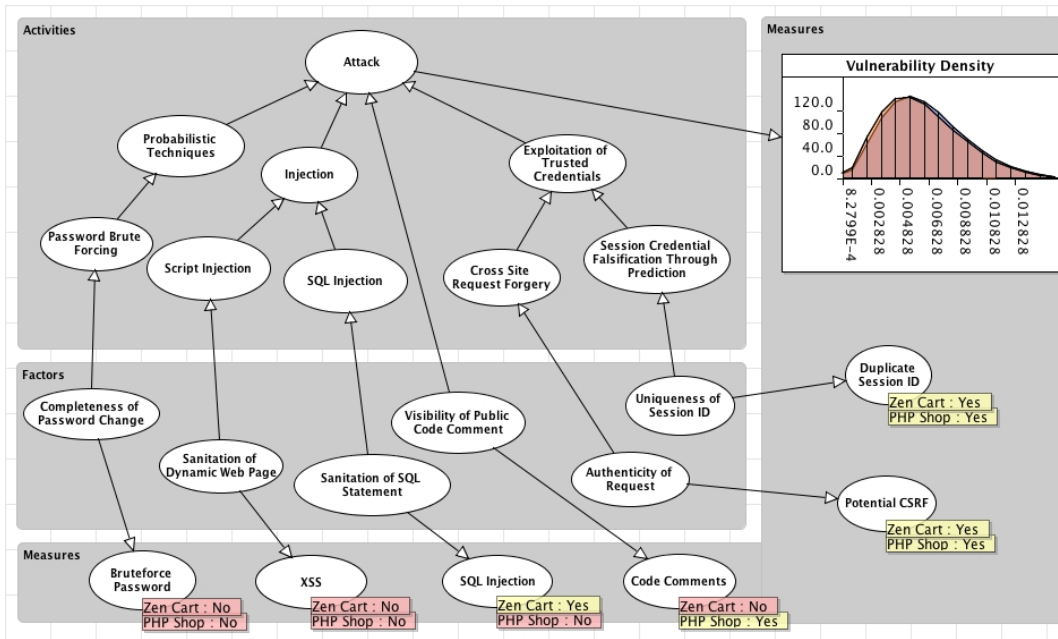 Activities
Attack
Probabilistic
Techniques
Injection
Exploitation of
Trusted
Credentials
Password Brute
Forcing
Script Injection
SQL Injection
Cross Site
Request Forgery
Session Credential
Falsification Through
Prediction
Measures
Vulnerability Density
120.0
80.0
40.0
0.0
8.2799E-4
0.002828
0.004828
0.006828
0.008828
0.010828
0.012828
Factors
Completeness of
Password Change
Sanitation of
Dynamic Web Page
Sanitation of SQL
Statement
Visibility of Public
Code Comment
Authenticity of
Request
Uniqueness of
Session ID
Duplicate
Session ID
Zen Cart : Yes
PHP Shop : Yes
Potential CSRF
Zen Cart : Yes
PHP Shop : Yes
Measures
Bruteforce
Password
Zen Cart : No
PHP Shop : No
XSS
Zen Cart : No
PHP Shop : No
SQL Injection
Zen Cart : Yes
PHP Shop : No
Code Comments
Zen Cart : No
PHP Shop : Yes